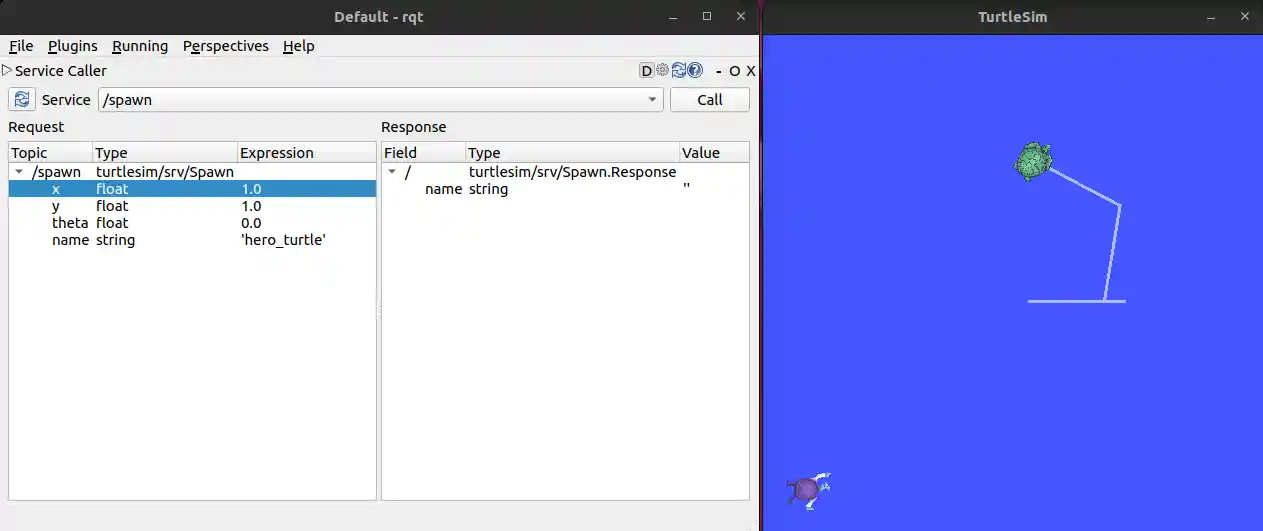 Default - rqt
TurtleSim
File Plugins Running Perspectives Help
Service Caller
D
- O X
Service /spawn Call
Request
Response
Topic Type Expression
/spawn turtlesim/srv/Spawn
x float 1.0
y float 1.0
theta float 0.0
name string 'hero_turtle'
Field Type Value
/ turtlesim/srv/Spawn.Response
name string ''